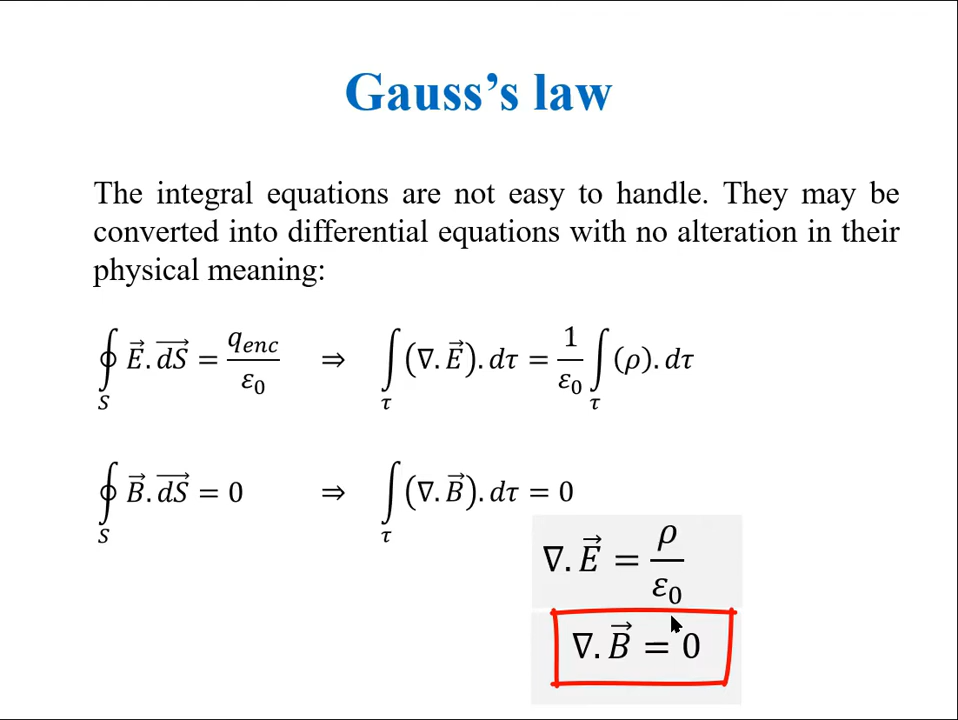 Gauss's law
The integral equations are not easy to handle. They may be
converted into differential equations with no alteration in their
physical meaning:
∮_S E⃗.dS⃗ = q_enc/ε₀ ⇒ ∫_τ (∇.E⃗).dτ = 1/ε₀ ∫_τ (ρ).dτ
∮_S B⃗.dS⃗ = 0 ⇒ ∫_τ (∇.B⃗).dτ = 0
∇.E⃗ = ρ/ε₀
∇.B⃗ = 0